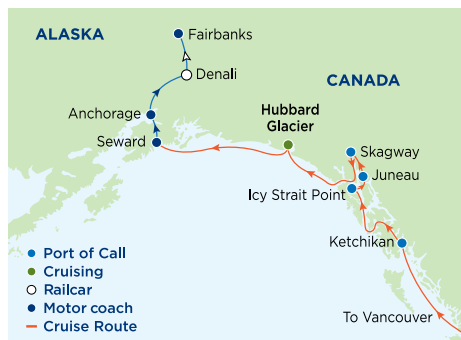 ALASKA
Fairbanks
Denali
CANADA
Anchorage
Hubbard
Glacier
Seward
Skagway
Juneau
Icy Strait Point
Ketchikan
Port of Call
Cruising
Railcar
Motor coach
Cruise Route
To Vancouver